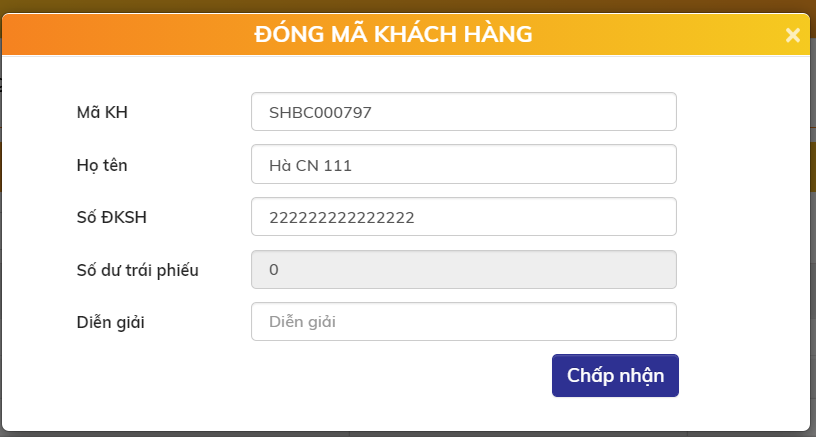 ĐÓNG MÃ KHÁCH HÀNG
×
Mã KH SHBC000797
Họ tên Hà CN 111
Số ĐKSH 222222222222222
Số dư trái phiếu 0
Diễn giải Diễn giải
Chấp nhận